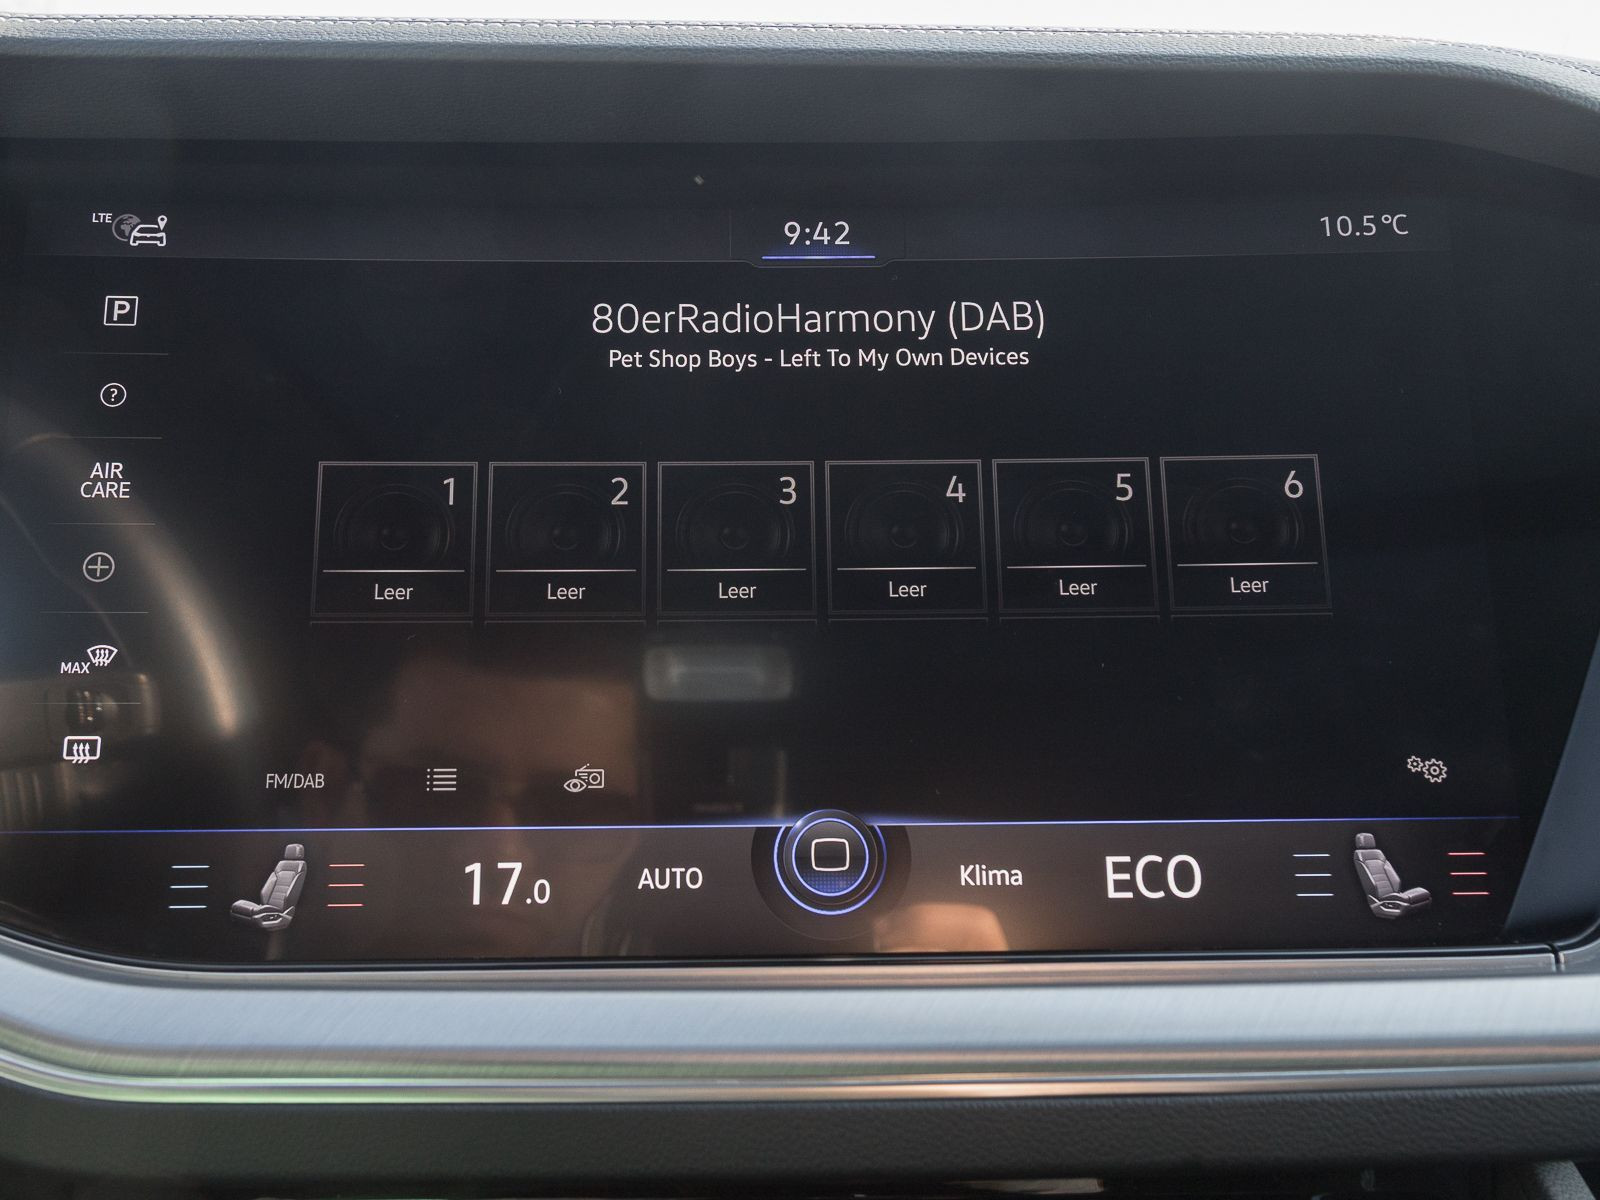 LTE
9:42
10.5°C
P
80erRadioHarmony (DAB)
Pet Shop Boys - Left To My Own Devices
?
AIR
CARE
1 2 3 4 5 6
Leer Leer Leer Leer Leer Leer
MAX
FM/DAB
17.0 AUTO Klima ECO